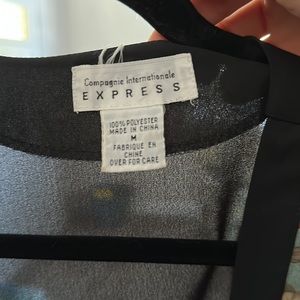 Compagnie Internationale
EXPRESS
100% POLYESTER
MADE IN CHINA
M
FABRIQUE EN
CHINE
OVER FOR CARE